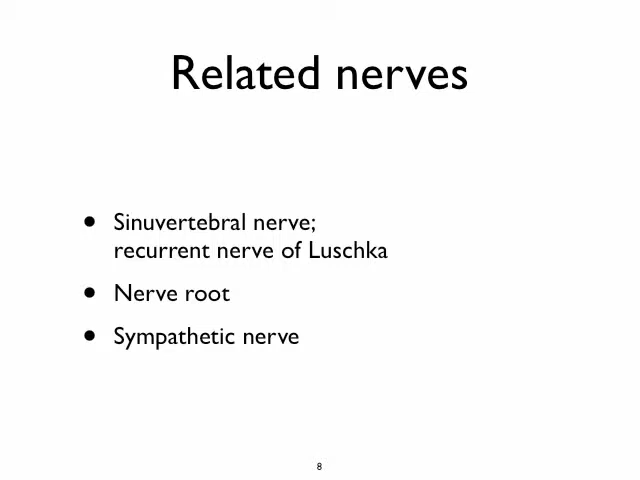 Related nerves
• Sinuvertebral nerve;
recurrent nerve of Luschka
• Nerve root
• Sympathetic nerve
8